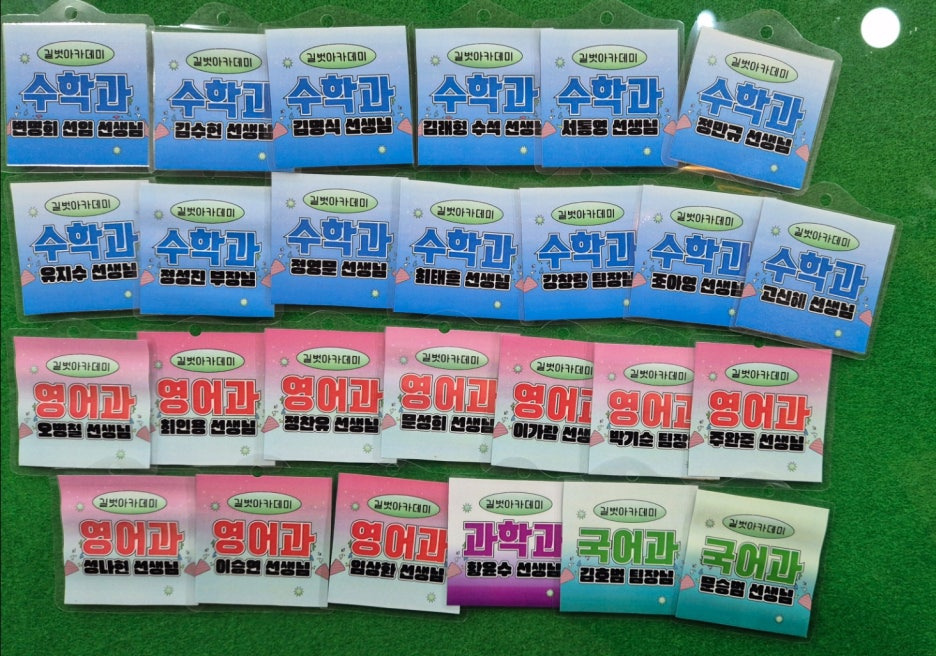 길벗아카데미
수학과
변영희 선임 선생님
길벗아카데미
수학과
김수현 선생님
길벗아카데미
수학과
김명식 선생님
길벗아카데미
수학과
김래현 수석 선생님
길벗아카데미
수학과
서동영 선생님
길벗아카데미
수학과
정민규 선생님
길벗아카데미
수학과
유지수 선생님
길벗아카데미
수학과
정성진 부장님
길벗아카데미
수학과
정영문 선생님
길벗아카데미
수학과
최태훈 선생님
길벗아카데미
수학과
팀장님
길벗아카데미
수학과
조아영 선생님
길벗아카데미
수학과
고신혜 선생님
길벗아카데미
영어과
오병칠 선생님
길벗아카데미
영어과
최인용 선생님
길벗아카데미
영어과
정찬유 선생님
길벗아카데미
영어과
문성희 선생님
길벗아카데미
영어과
이가람 선생
길벗아카데미
영어과
박기순 팀장
길벗아카데미
영어과
주완준 선생님
길벗아카데미
영어과
성나현 선생님
길벗아카데미
영어과
이승연 선생님
길벗아카데미
영어과
임상환 선생님
길벗아카데미
과학과
황윤수 선생님
길벗아카데미
국어과
김호범 팀장님
길벗아카데미
국어과
문승범 선생님